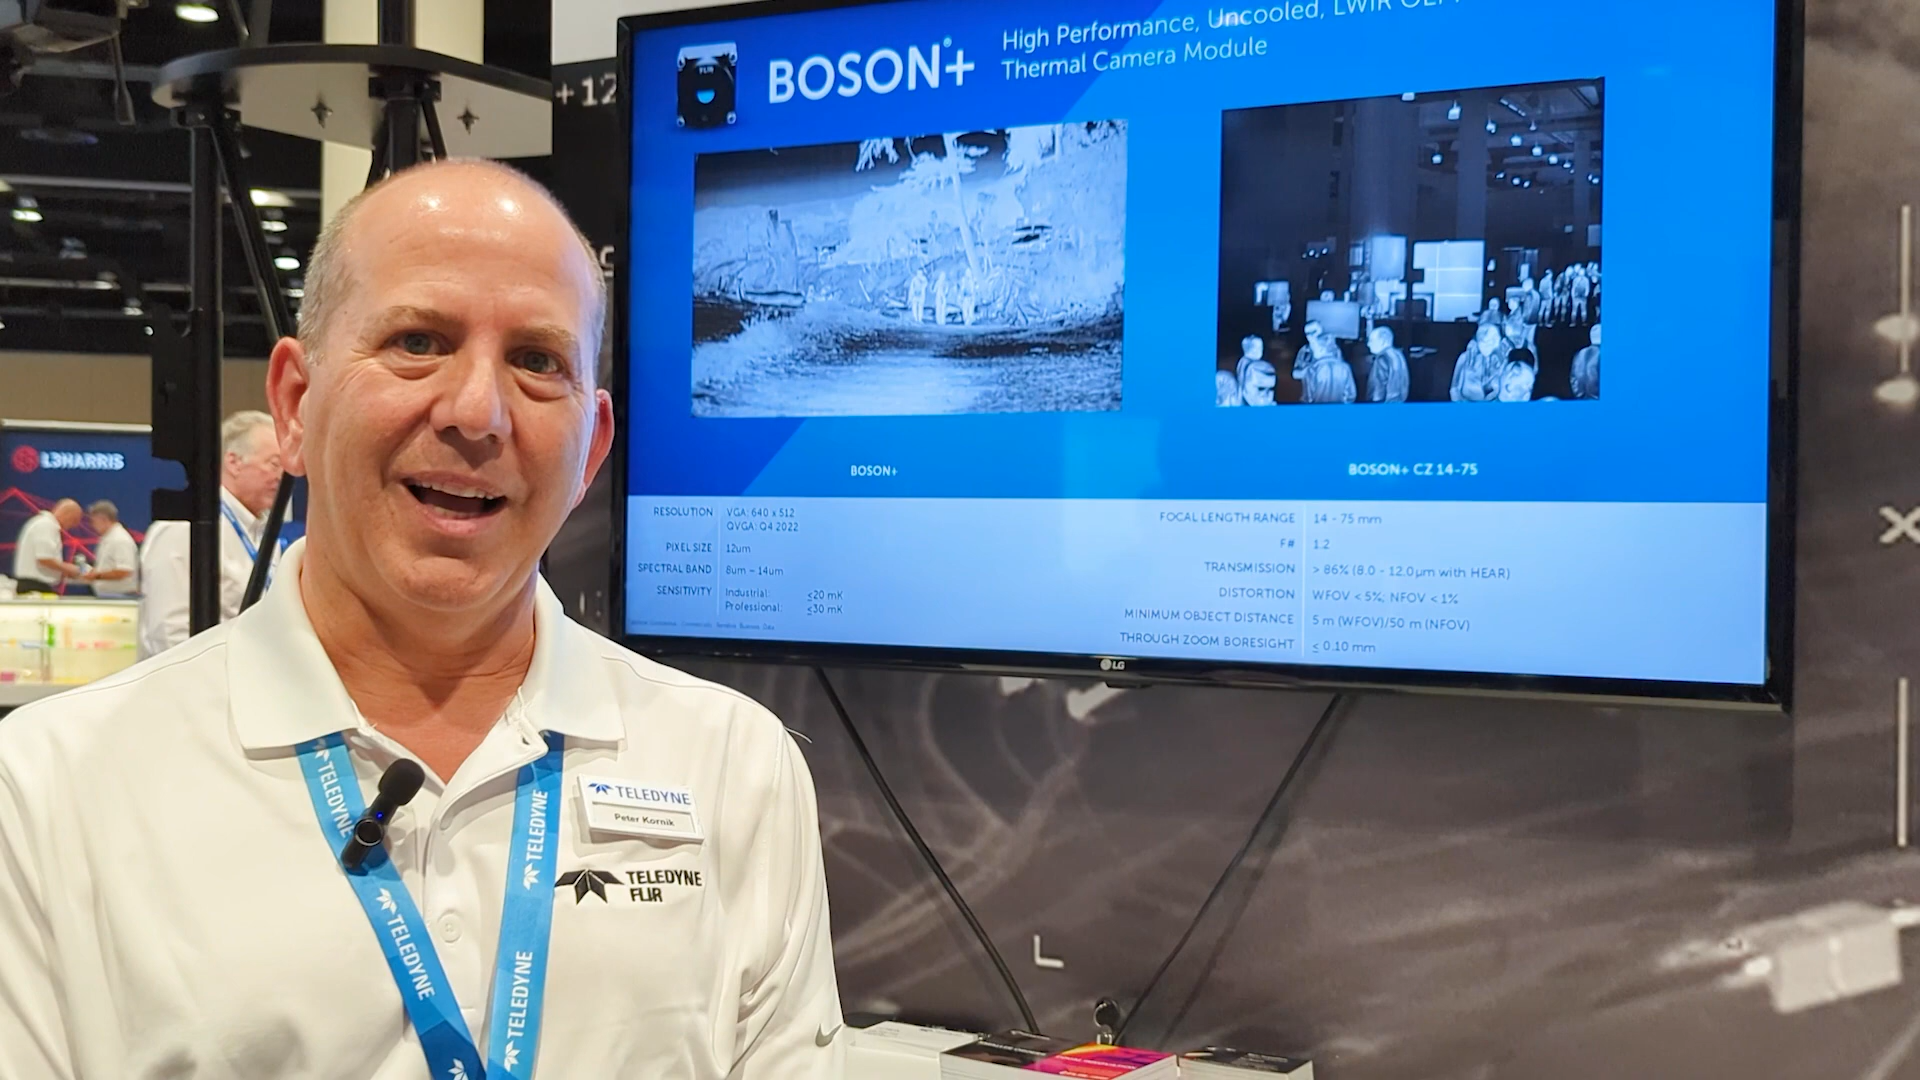 BOSON®+
High Performance, Uncooled, LWIR
Thermal Camera Module
FLIR
+12
BOSON+
BOSON+ CZ 14-75
RESOLUTION VGA: 640 x 512
QVGA: Q4 2022
PIXEL SIZE 12um
SPECTRAL BAND 8um – 14um
SENSITIVITY Industrial: ≤20 mK
Professional: ≤30 mK
FOCAL LENGTH RANGE 14 - 75 mm
F# 1.2
TRANSMISSION > 86% (8.0 - 12.0µm with HEAR)
DISTORTION WFOV < 5%; NFOV < 1%
MINIMUM OBJECT DISTANCE 5 m (WFOV)/50 m (NFOV)
THROUGH ZOOM BORESIGHT ≤ 0.10 mm
LG
L3HARRIS
TELEDYNE
TELEDYNE
TELEDYNE
TELEDYNE
TELEDYNE
Peter Kornik
TELEDYNE
FLIR